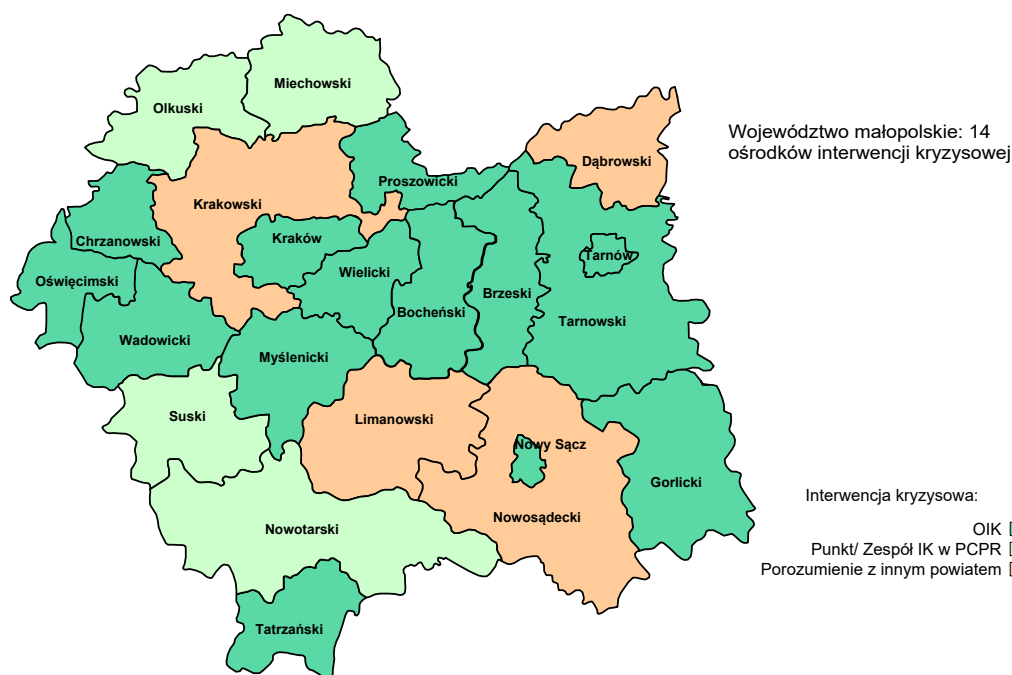 Miechowski
Olkuski
Województwo małopolskie: 14
ośrodków interwencji kryzysowej
Dąbrowski
Proszowicki
Krakowski
Chrzanowski
Kraków
Tarnów
Wielicki
Oświęcimski
Brzeski
Bocheński
Tarnowski
Wadowicki
Myślenicki
Suski
Limanowski
Nowy Sącz
Gorlicki
Nowosądecki
Nowotarski
Tatrzański
Interwencja kryzysowa:
OIK
Punkt/ Zespół IK w PCPR
Porozumienie z innym powiatem